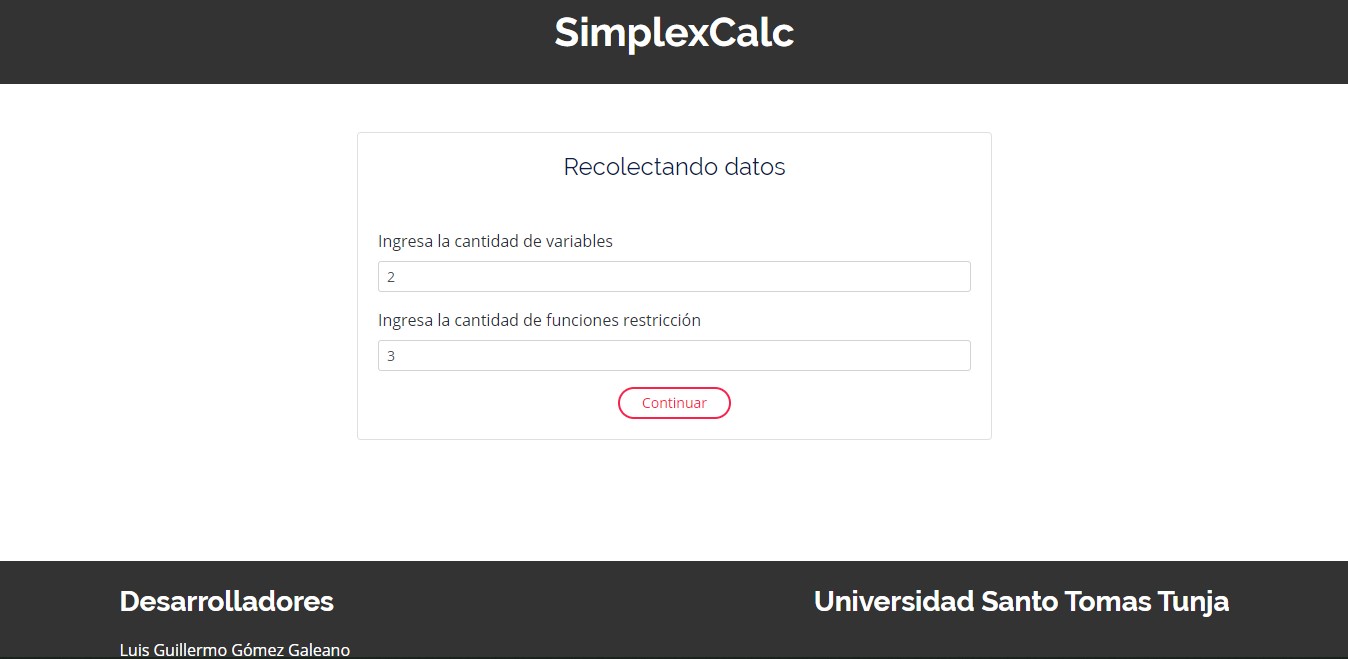 SimplexCalc
Recolectando datos
Ingresa la cantidad de variables
2
Ingresa la cantidad de funciones restricción
3
Continuar
Desarrolladores
Universidad Santo Tomas Tunja
Luis Guillermo Gómez Galeano